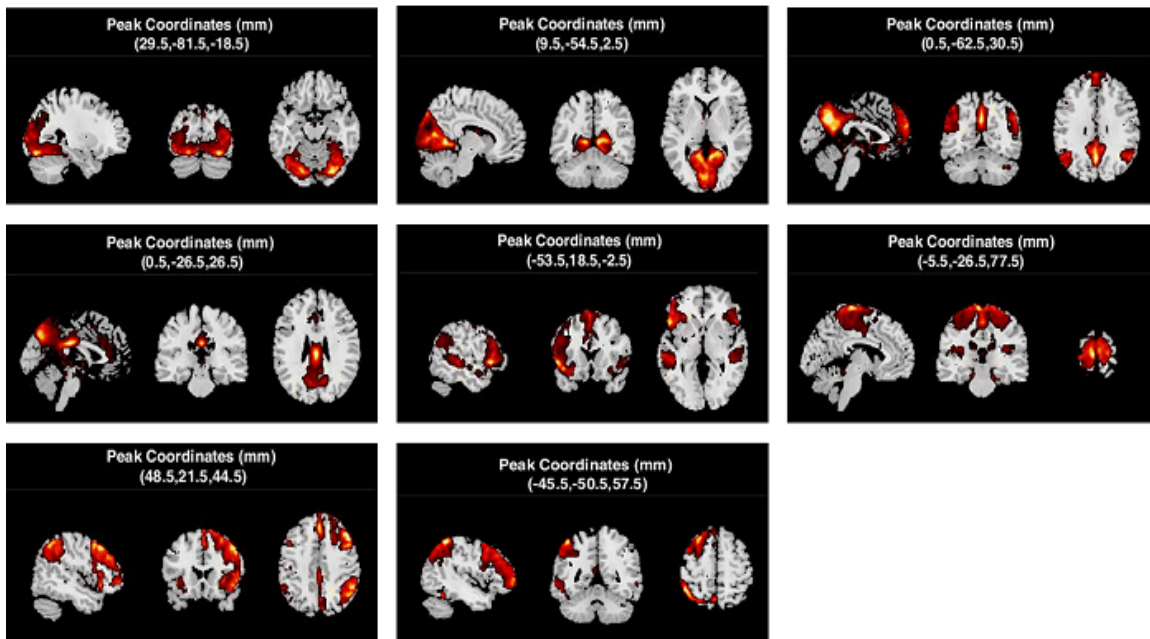 Peak Coordinates (mm)
(29.5,-81.5,-18.5)
Peak Coordinates (mm)
(9.5,-54.5,2.5)
Peak Coordinates (mm)
(0.5,-62.5,30.5)
Peak Coordinates (mm)
(0.5,-26.5,26.5)
Peak Coordinates (mm)
(-53.5,18.5,-2.5)
Peak Coordinates (mm)
(-5.5,-26.5,77.5)
Peak Coordinates (mm)
(48.5,21.5,44.5)
Peak Coordinates (mm)
(-45.5,-50.5,57.5)